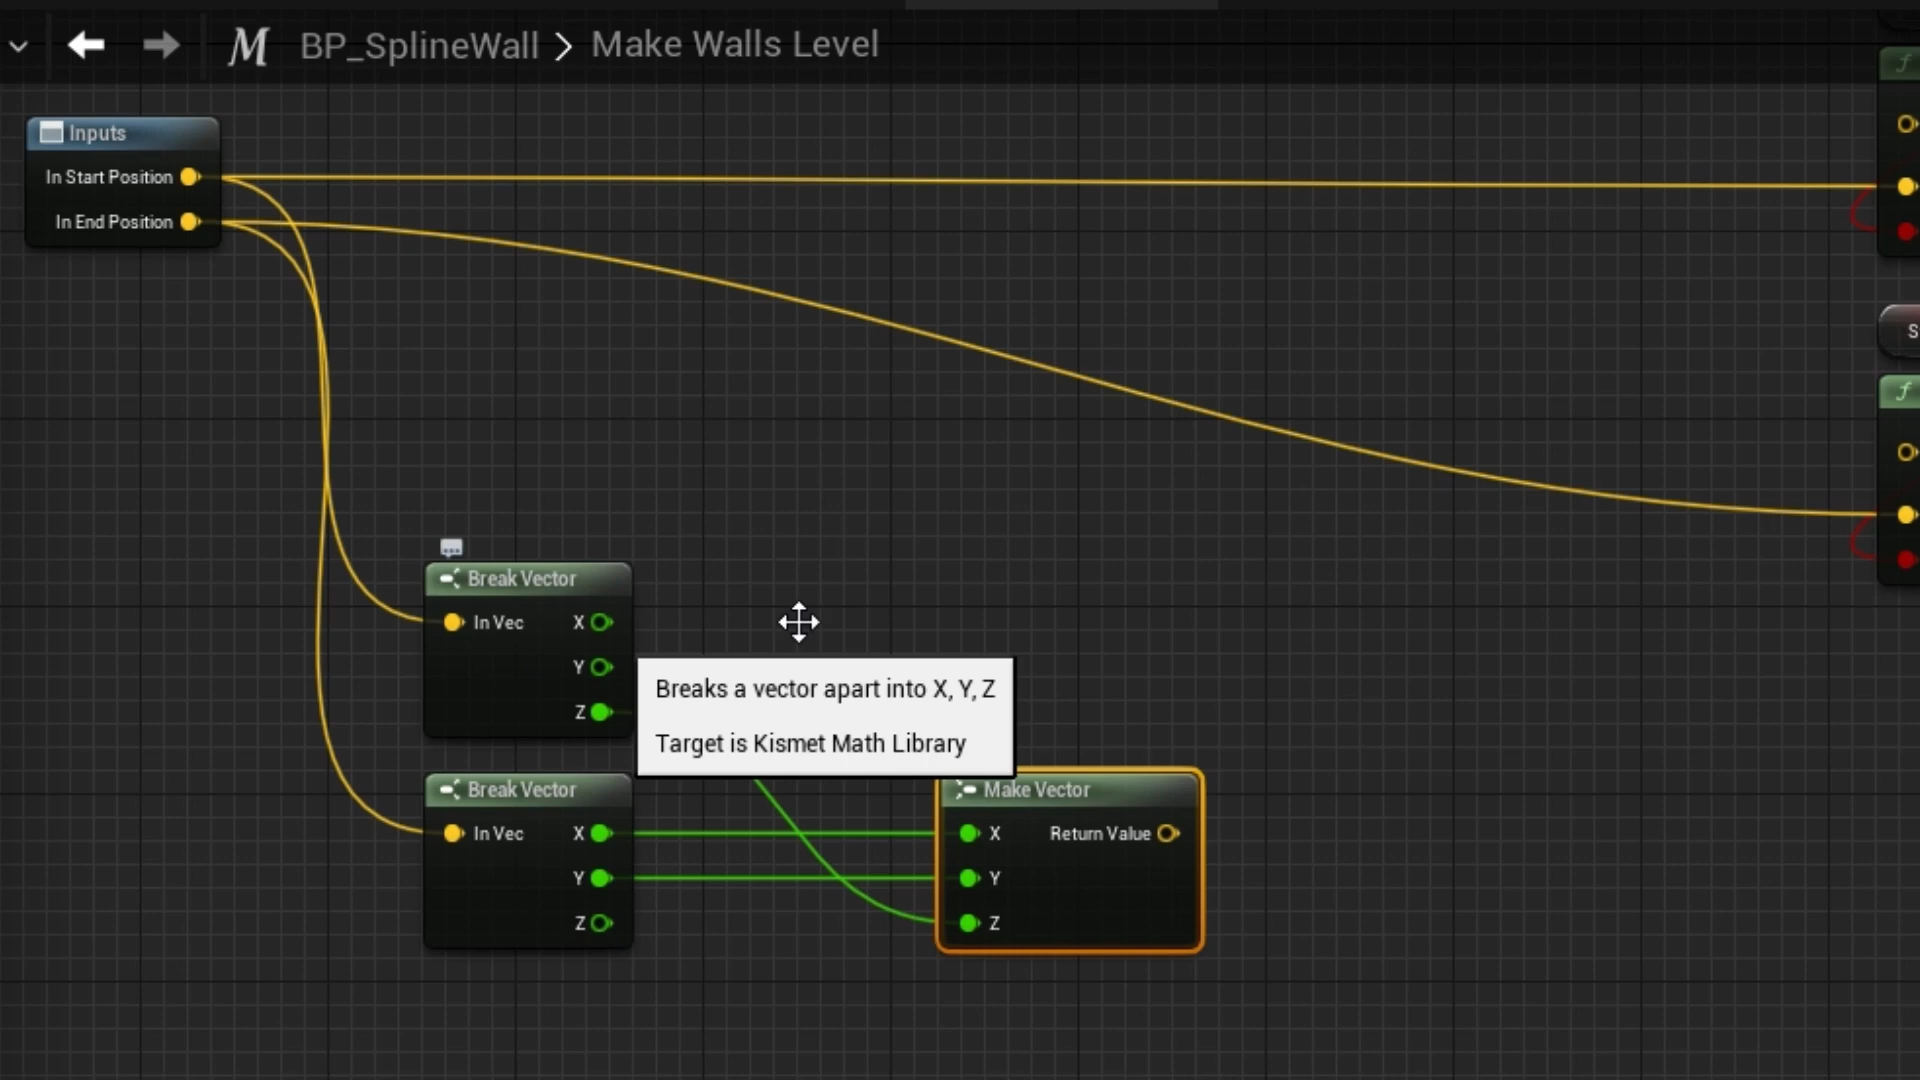 BP_SplineWall > Make Walls Level
Inputs
In Start Position
In End Position
S
Break Vector
In Vec X
Y
Z
Breaks a vector apart into X, Y, Z
Target is Kismet Math Library
Break Vector
In Vec X
Y
Z
Make Vector
X Return Value
Y
Z